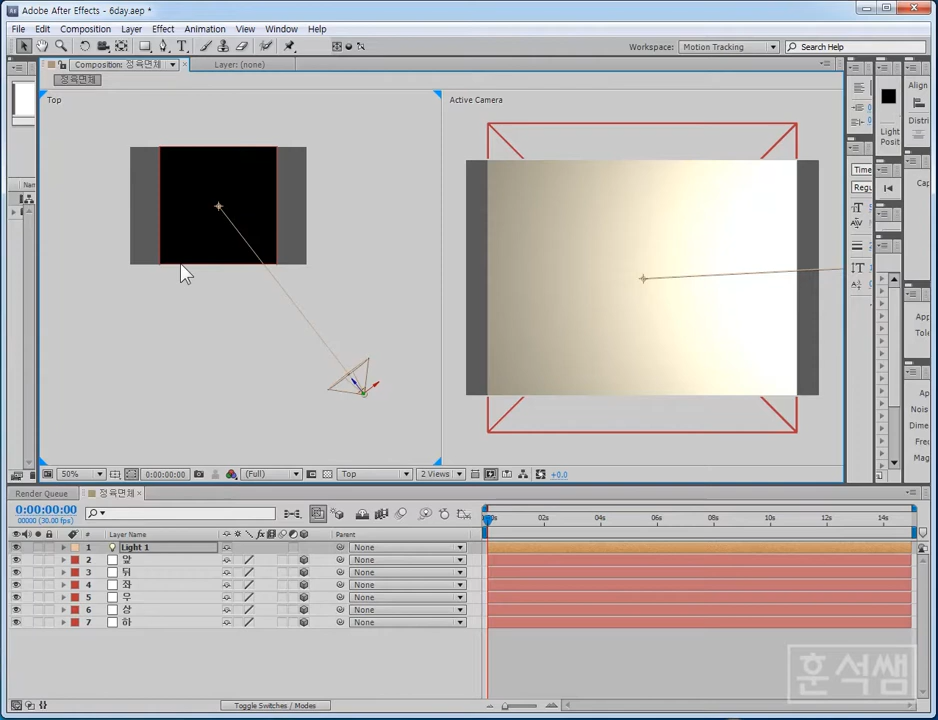 Adobe After Effects - 6day.aep *
File Edit Composition Layer Effect Animation View Window Help
Workspace: Motion Tracking Search Help
Composition: 정육면체 Layer: (none)
정육면체
Top
Active Camera
Align
Distri
Light
Posit
Time
Regu
50% 0:00:00:00 (Full) Top 2 Views +0.0
Render Queue 정육면체
0:00:00:00
00000 (30.00 fps)
# Layer Name Parent
02s 04s 06s 08s 10s 12s 14s
1 Light 1 None
2 앞 None
3 뒤 None
4 좌 None
5 우 None
6 상 None
7 하 None
Toggle Switches / Modes
Appl
Tole
Nois
Dime
Mag
훈석쌤